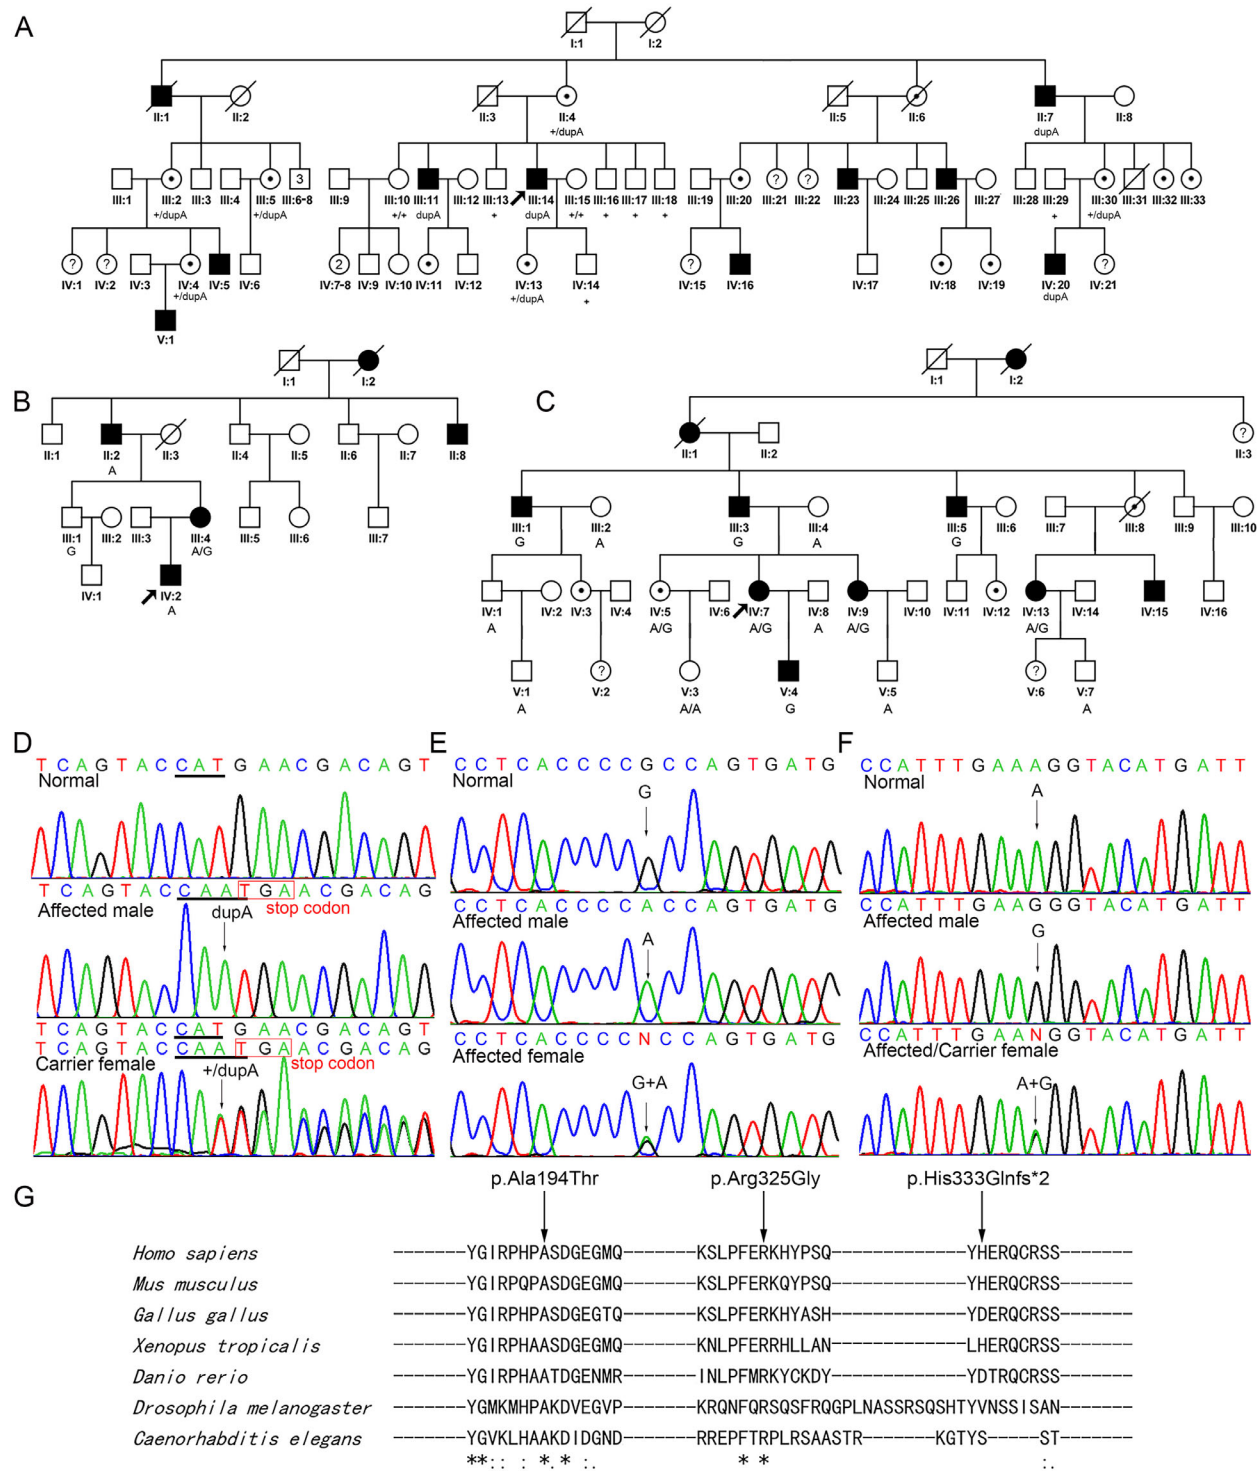 A
I:1 I:2
II:1 II:2 II:3 II:4 II:5 II:6 II:7 II:8
+/dupA dupA
3
? ?
III:1 III:2 III:3 III:4 III:5 III:6-8 III:9 III:10 III:11 III:12 III:13 III:14 III:15 III:16 III:17 III:18 III:19 III:20 III:21 III:22 III:23 III:24 III:25 III:26 III:27 III:28 III:29 III:30 III:31 III:32 III:33
+/dupA +/dupA +/+ dupA + dupA +/+ + + + + +/dupA
? ? 2 ? ?
IV:1 IV:2 IV:3 IV:4 IV:5 IV:6 IV:7-8 IV:9 IV:10 IV:11 IV:12 IV:13 IV:14 IV:15 IV:16 IV:17 IV:18 IV:19 IV:20 IV:21
+/dupA +/dupA + dupA
V:1
B
I:1 I:2
II:1 II:2 II:3 II:4 II:5 II:6 II:7 II:8
A
III:1 III:2 III:3 III:4 III:5 III:6 III:7
G A/G
IV:1 IV:2
A
C
I:1 I:2
?
II:1 II:2 II:3
III:1 III:2 III:3 III:4 III:5 III:6 III:7 III:8 III:9 III:10
G A G A G
IV:1 IV:2 IV:3 IV:4 IV:5 IV:6 IV:7 IV:8 IV:9 IV:10 IV:11 IV:12 IV:13 IV:14 IV:15 IV:16
A A/G A/G A A/G A/G
? ?
V:1 V:2 V:3 V:4 V:5 V:6 V:7
A A/A G A A
D
T C A G T A C C A T G A A C G A C A G T
Normal
T C A G T A C C A A T G A A C G A C A G
Affected male
dupA
stop codon
T C A G T A C C A T G A A C G A C A G T
T C A G T A C C A A T G A A C G A C A G
Carrier female
+/dupA
stop codon
E
C C T C A C C C C G C C A G T G A T G
Normal
G
C C T C A C C C C A C C A G T G A T G
Affected male
A
C C T C A C C C C N C C A G T G A T G
Affected female
G+A
F
C C A T T T G A A A G G T A C A T G A T T
Normal
A
C C A T T T G A A G G G T A C A T G A T T
Affected male
G
C C A T T T G A A N G G T A C A T G A T T
Affected/Carrier female
A+G
G
p.Ala194Thr p.Arg325Gly p.His333Glnfs*2
Homo sapiens YGIRPHPASDGEGMQ KSLPFERKHYPSQ YHERQCRSS
Mus musculus YGIRPQPASDGEGMQ KSLPFERKQYPSQ YHERQCRSS
Gallus gallus YGIRPHPASDGEGTQ KSLPFERKHYASH YDERQCRSS
Xenopus tropicalis YGIRPHAASDGEGMQ KNLPFERRHLLAN LHERQCRSS
Danio rerio YGIRPHAATDGENMR INLPFMRKYCKDY YDTRQCRSS
Drosophila melanogaster YGMKMHPAKDVEGVP KRQNFQRSQSFRQGPLNASSRSQSHTYVNSSISAN
Caenorhabditis elegans YGVKLHAAKDIDGND RREPFTRPLRSAASTR KGTYS ST
**:: : *.* :. * * :.